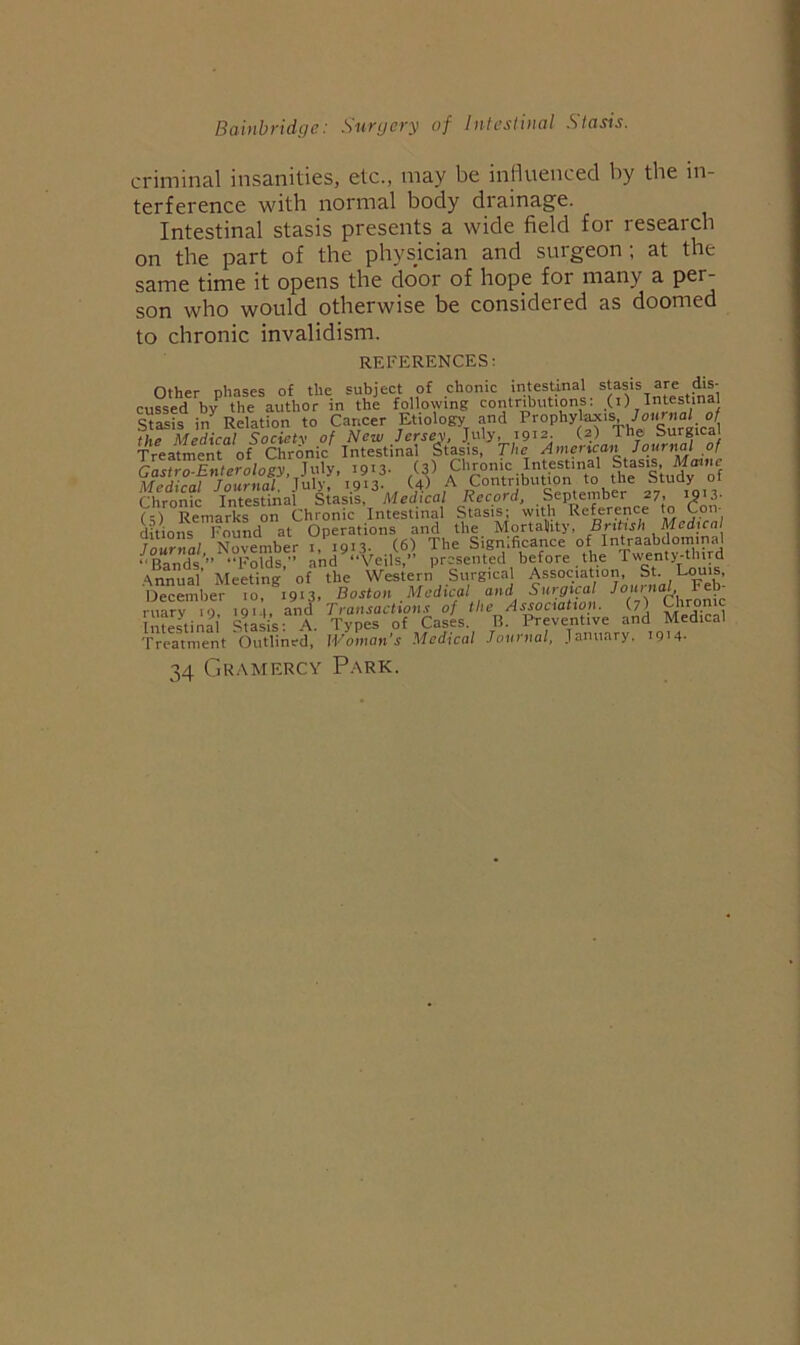 Bainbridge: Surgery of Intestinal Stasis.
criminal insanities, etc., may be influenced by the in-
terference with normal body drainage.
Intestinal stasis presents a wide field for research
on the part of the physician and surgeon; at the
same time it opens the door of hope for many a per-
son who would otherwise be considered as doomed
to chronic invalidism.
REFERENCES:
Other phases of the subject of chonic intestinal stasis are dis-
cussed by the author in the following contributions: (1) Intestinal
Stasis in Relation to Cancer Etiology and Prophylaxis, Journal of
the Medical Society of New Jersey, July, 1912. (2) The Surgical
Treatment of Chronic Intestinal Stasis, The American Journal of
Gastro-Enterology, July, 1913. (3) Chronic Intestinal Stasis, Maine
Medical Journal, July, 1913. (4) A Contribution to the Study of
Chronic Intestinal Stasis, Medical Record, September 27, 1913.
(5) Remarks on Chronic Intestinal Stasis; with Reference to Con-
ditions Found at Operations and the Mortality, British Medical
Journal, November 1, 1913. (6) The Significance of Intraabdominal
"Bands," "Folds," and "Veils," presented before the Twenty-third
Annual Meeting of the Western Surgical Association, St. Louis,
December 10, 1913, Boston Medical and Surgical Journal, Feb-
ruary 19, 1914, and Transactions of the Association. (7) Chronic
Intestinal Stasis: A. Types of Cases. B. Preventive and Medical
Treatment Outlined, Woman's Medical Journal, January, 1914.
34 Gramercy Park.